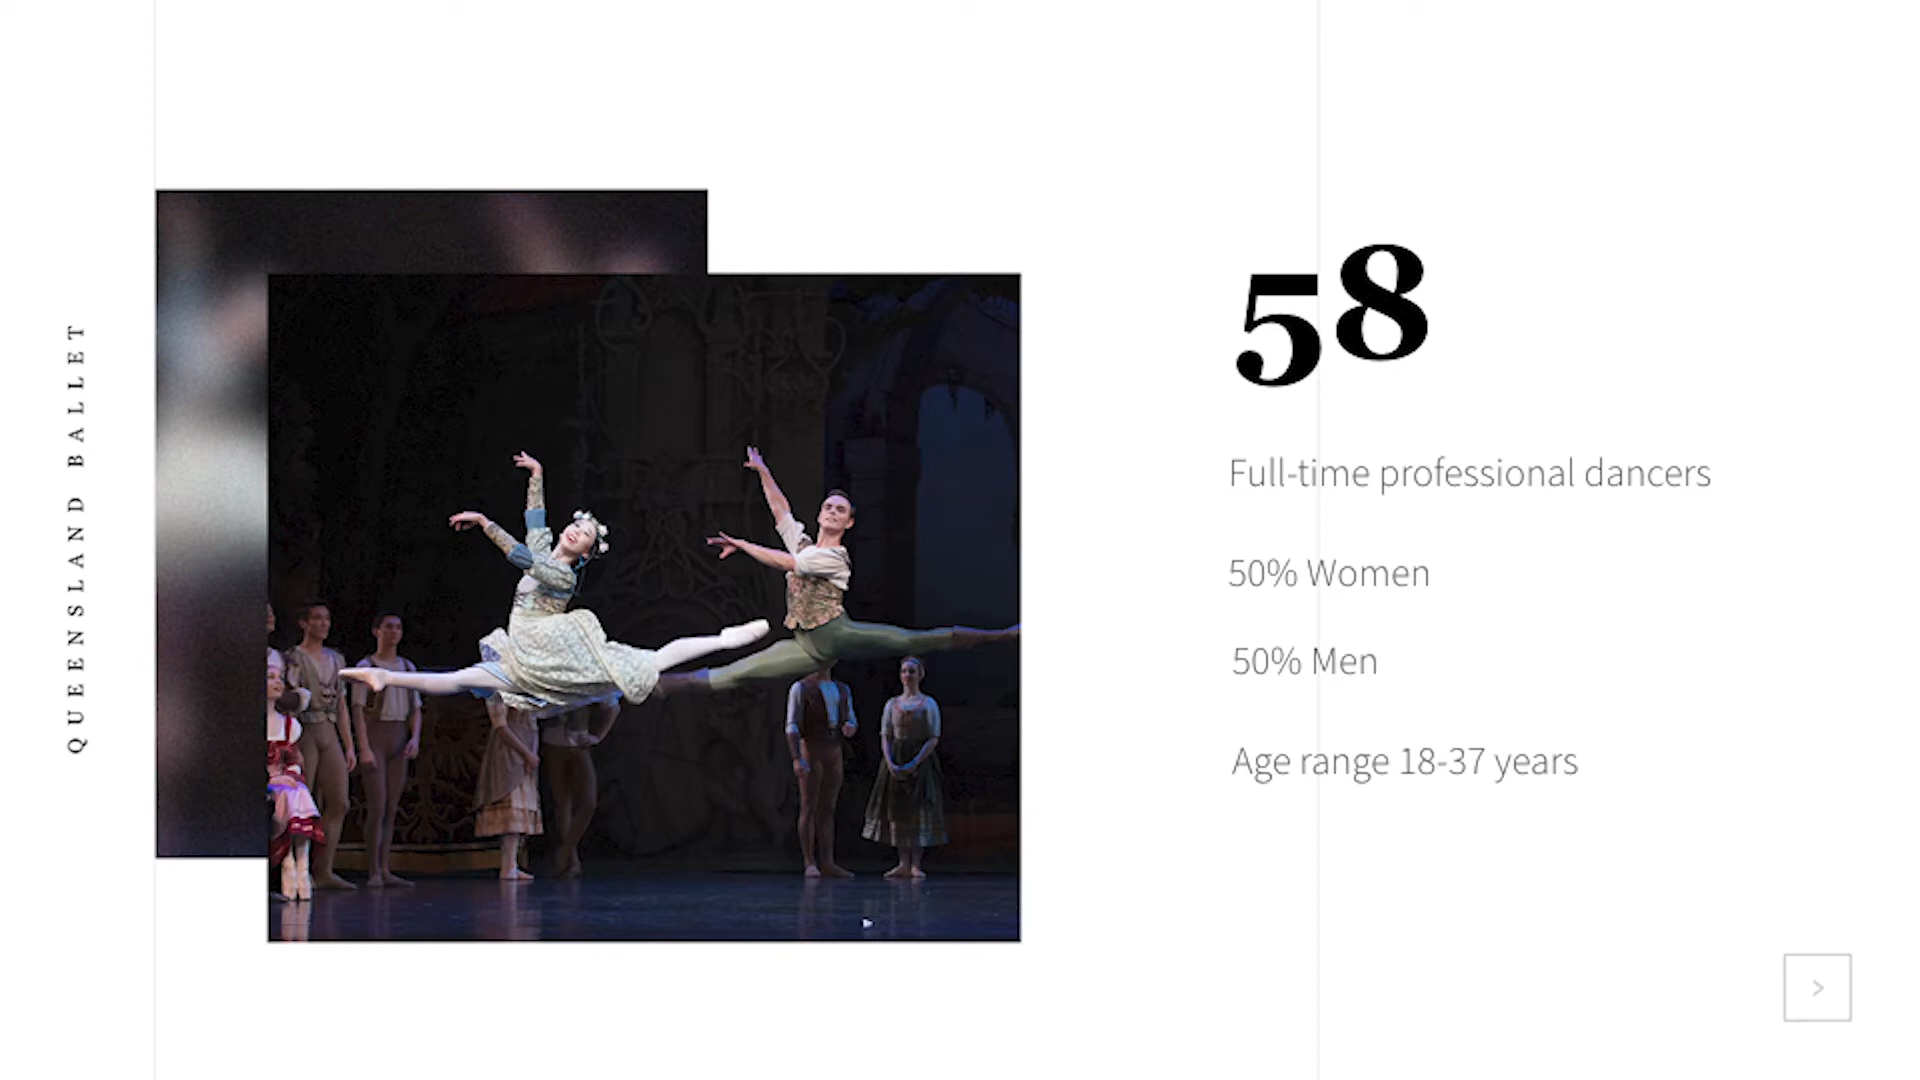 QUEENSLAND BALLET
58
Full-time professional dancers
50% Women
50% Men
Age range 18-37 years